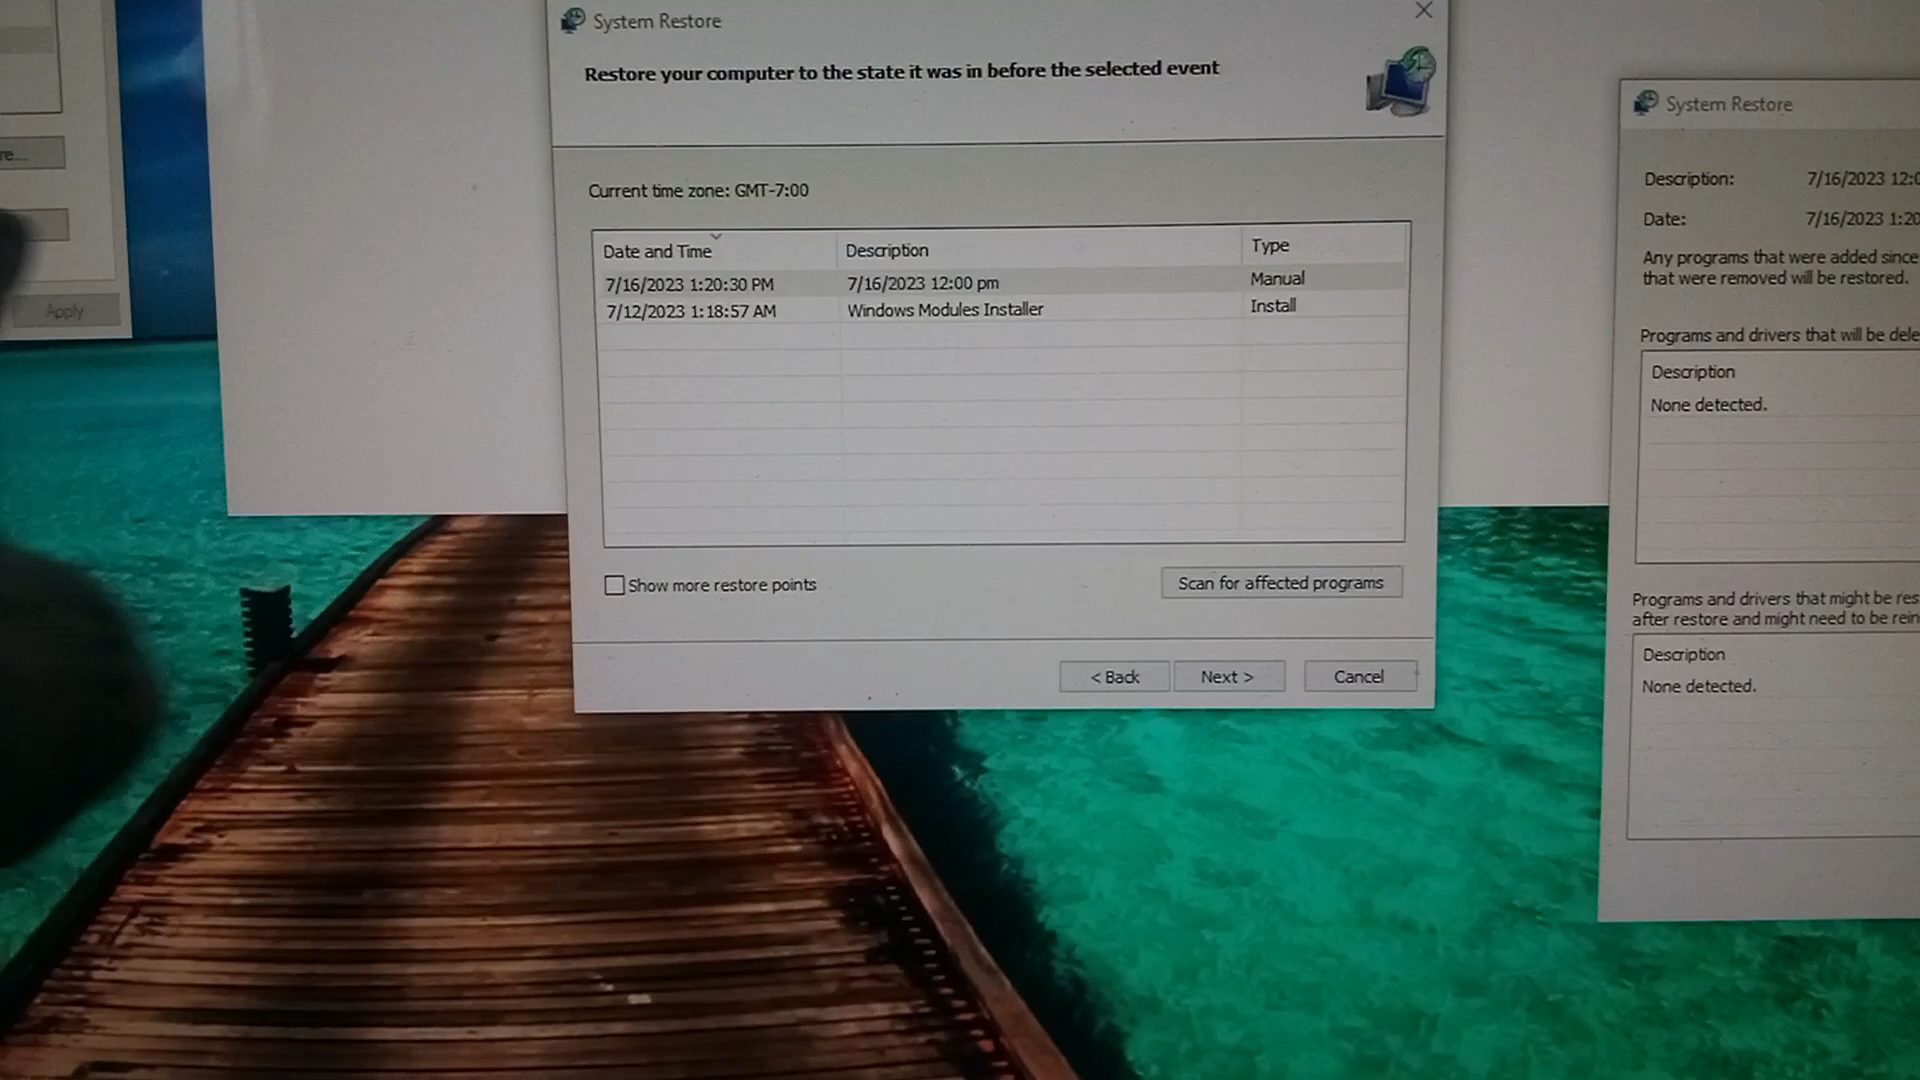 System Restore
Restore your computer to the state it was in before the selected event
Current time zone: GMT-7:00
Date and Time Description Type
7/16/2023 1:20:30 PM 7/16/2023 12:00 pm Manual
7/12/2023 1:18:57 AM Windows Modules Installer Install
Show more restore points
Scan for affected programs
< Back Next > Cancel
re...
Apply
System Restore
Description: 7/16/2023 12:0
Date: 7/16/2023 1:20
Any programs that were added since
that were removed will be restored.
Programs and drivers that will be dele
Description
None detected.
Programs and drivers that might be res
after restore and might need to be rein
Description
None detected.